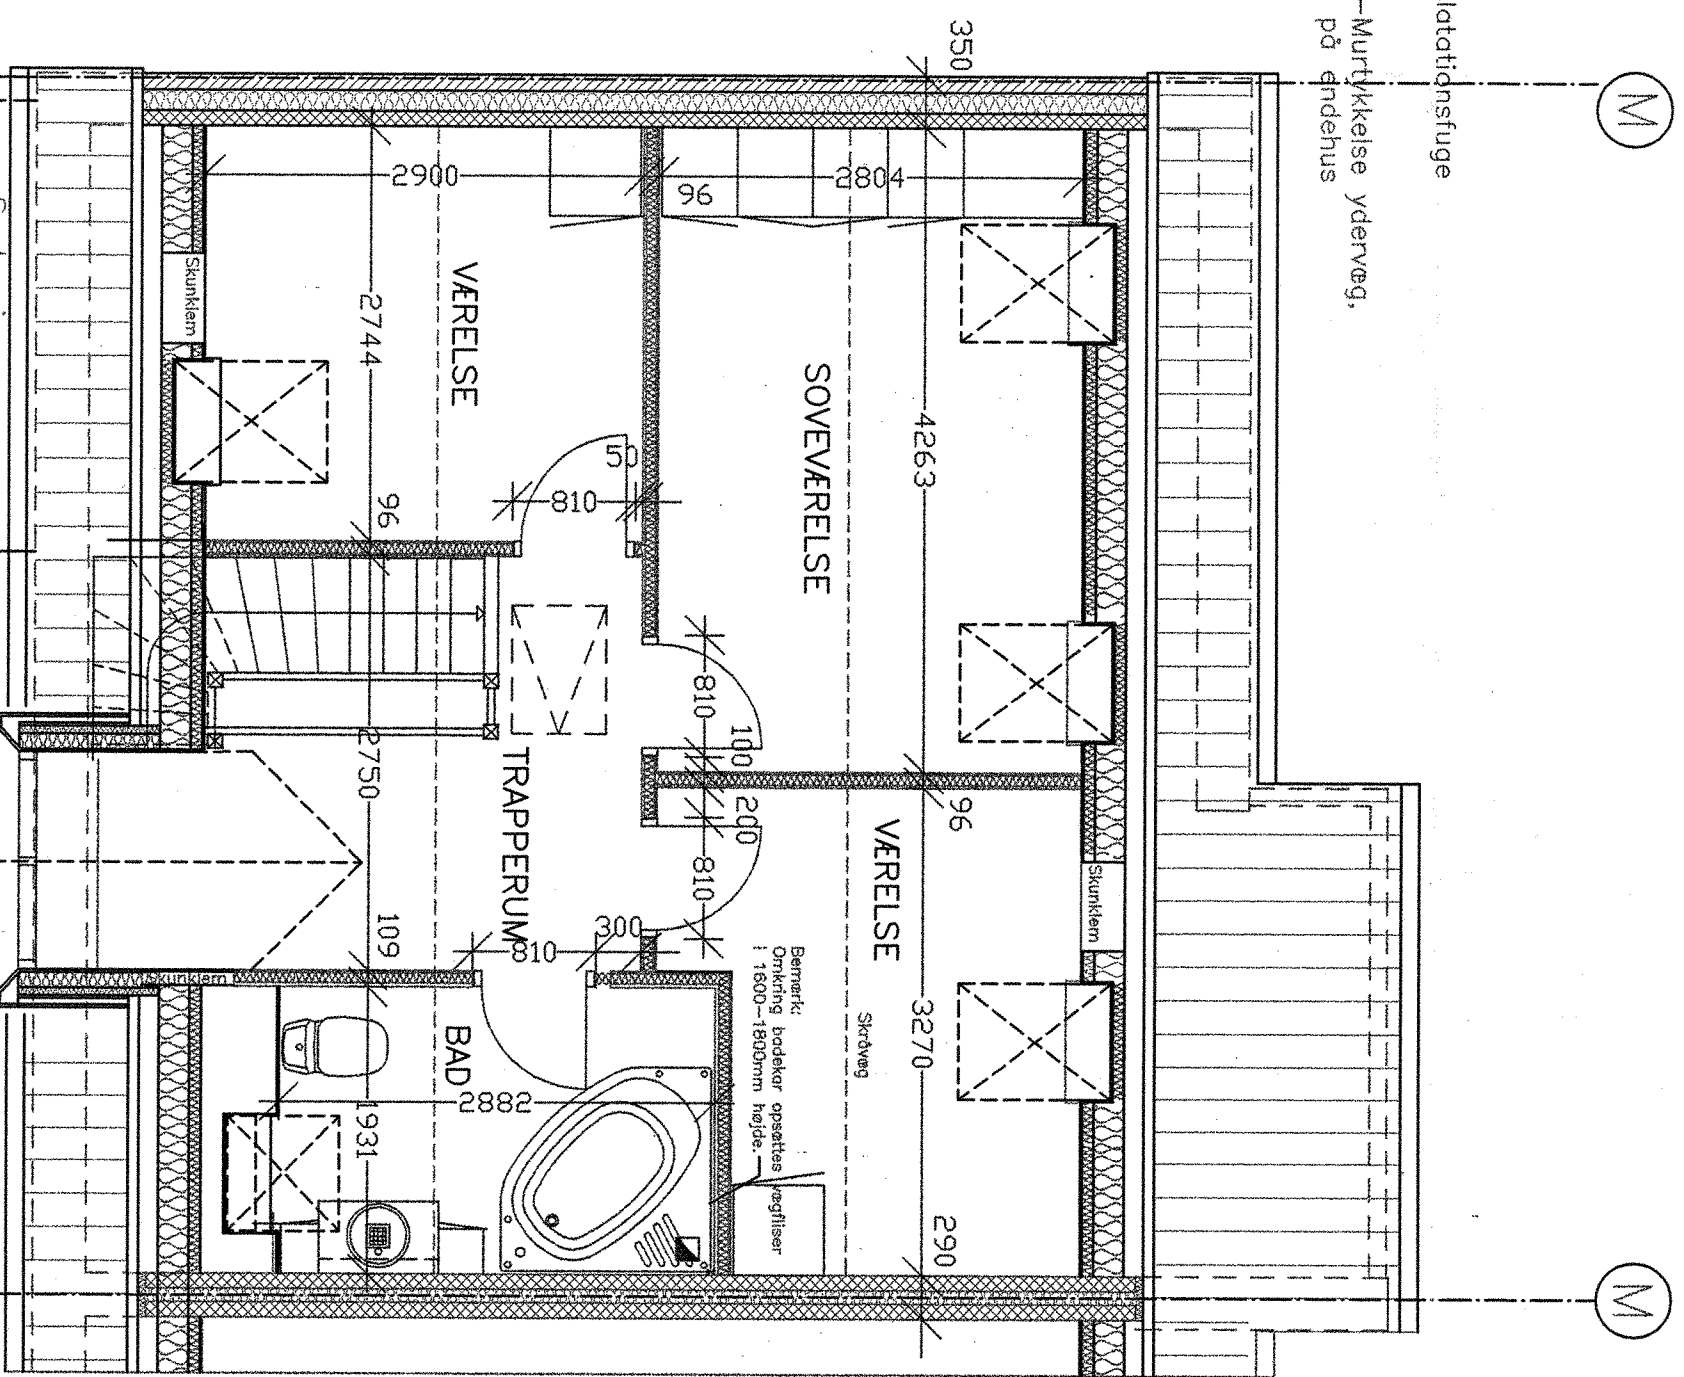 latationsfuge
Murtykkelse ydervæg,
på endehus
M
350
2900
96
2804
Skunklem
VÆRELSE
2744
SOVEVÆRELSE
4263
50
810
96
810
100
96
200
810
TRAPPERUM
2750
VÆRELSE
Skunklem
109
300
810
Skunklem
Bemærk:
Omkring badekar opsættes vægfliser
i 1600-1800mm højde.
Skråvæg
3270
BAD
2882
1931
290
M